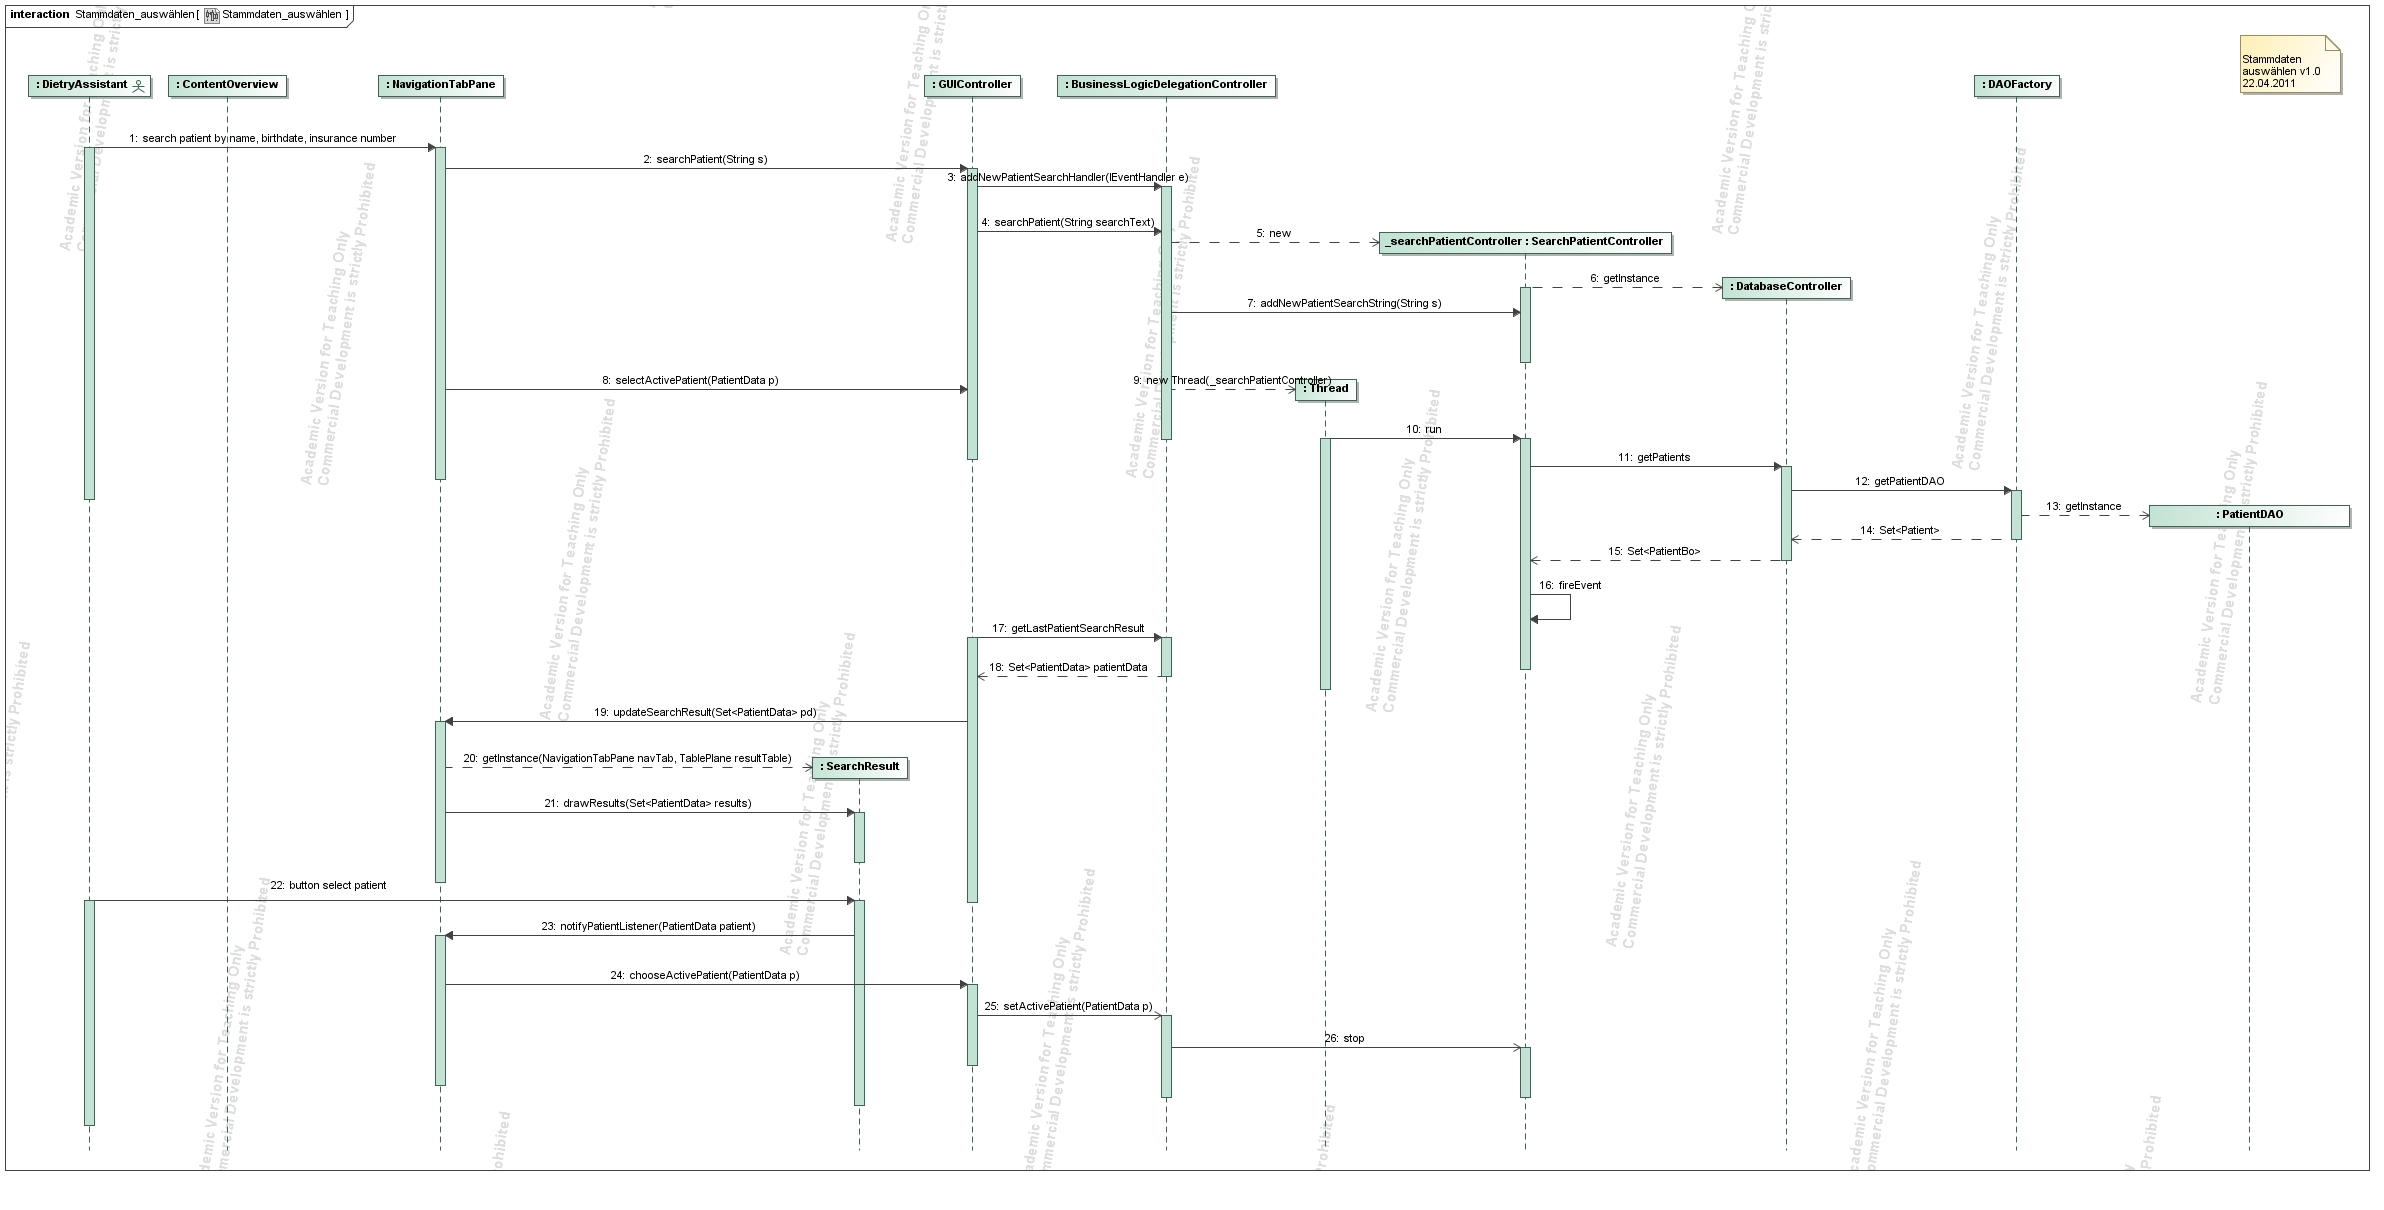 interaction Stammdaten_auswählen[ Stammdaten_auswählen ]
Stammdaten
auswählen v1.0
22.04.2011
: DietryAssistant
: ContentOverview
: NavigationTabPane
: GUIController
: BusinessLogicDelegationController
: DAOFactory
1: search patient by name, birthdate, insurance number
2: searchPatient(String s)
3: addNewPatientSearchHandler(IEventHandler e)
4: searchPatient(String searchText)
5: new
_searchPatientController : SearchPatientController
6: getInstance
: DatabaseController
7: addNewPatientSearchString(String s)
8: selectActivePatient(PatientData p)
9: new Thread(_searchPatientController)
: Thread
10: run
11: getPatients
12: getPatientDAO
13: getInstance
: PatientDAO
14: Set<Patient>
15: Set<PatientBo>
16: fireEvent
17: getLastPatientSearchResult
18: Set<PatientData> patientData
19: updateSearchResult(Set<PatientData> pd)
20: getInstance(NavigationTabPane navTab, TablePlane resultTable)
: SearchResult
21: drawResults(Set<PatientData> results)
22: button select patient
23: notifyPatientListener(PatientData patient)
24: chooseActivePatient(PatientData p)
25: setActivePatient(PatientData p)
26: stop
Academic Version for Teaching Only
Commercial Development is strictly Prohibited